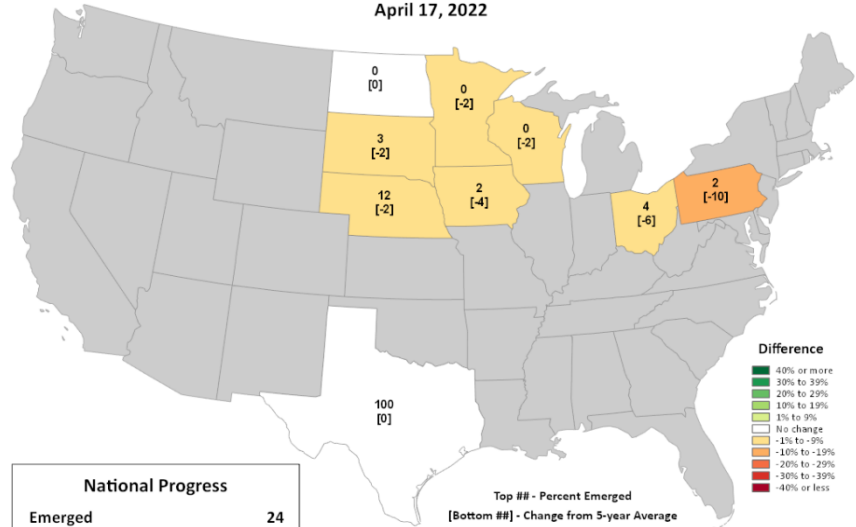 April 17, 2022
0
[0]
0
[-2]
0
[-2]
3
[-2]
12
[-2]
2
[-4]
4
[-6]
2
[-10]
100
[0]
Difference
40% or more
30% to 39%
20% to 29%
10% to 19%
1% to 9%
No change
-1% to -9%
-10% to -19%
-20% to -29%
-30% to -39%
-40% or less
National Progress
Emerged 24
Top ## - Percent Emerged
[Bottom ##] - Change from 5-year Average